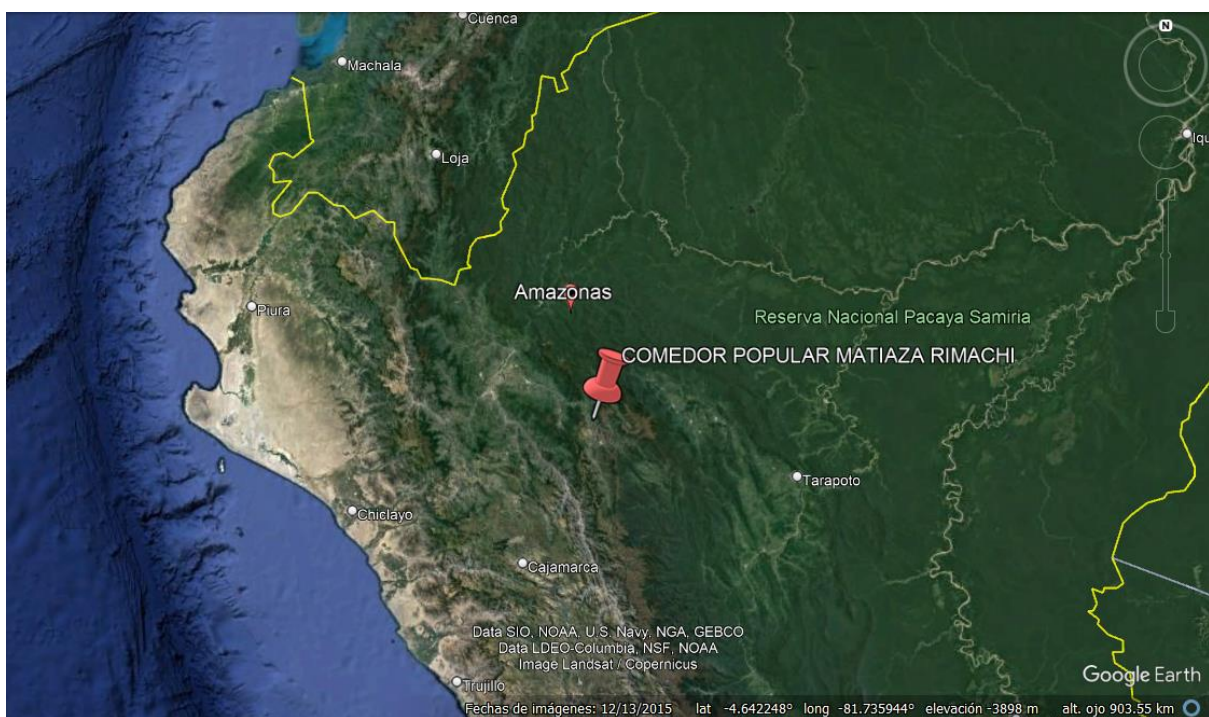 Cuenca
N
Machala
Loja
Amazonas
Piura
Reserva Nacional Pacaya Samiria
COMEDOR POPULAR MATIAZA RIMACHI
Tarapoto
Chiclayo
Cajamarca
Data SIO, NOAA, U.S. Navy, NGA, GEBCO
Data LDEO-Columbia, NSF, NOAA
Image Landsat / Copernicus
Trujillo
Google Earth
Fechas de imágenes: 12/13/2015 lat -4.642248° long -81.735944° elevación -3898 m alt. ojo 903.55 km